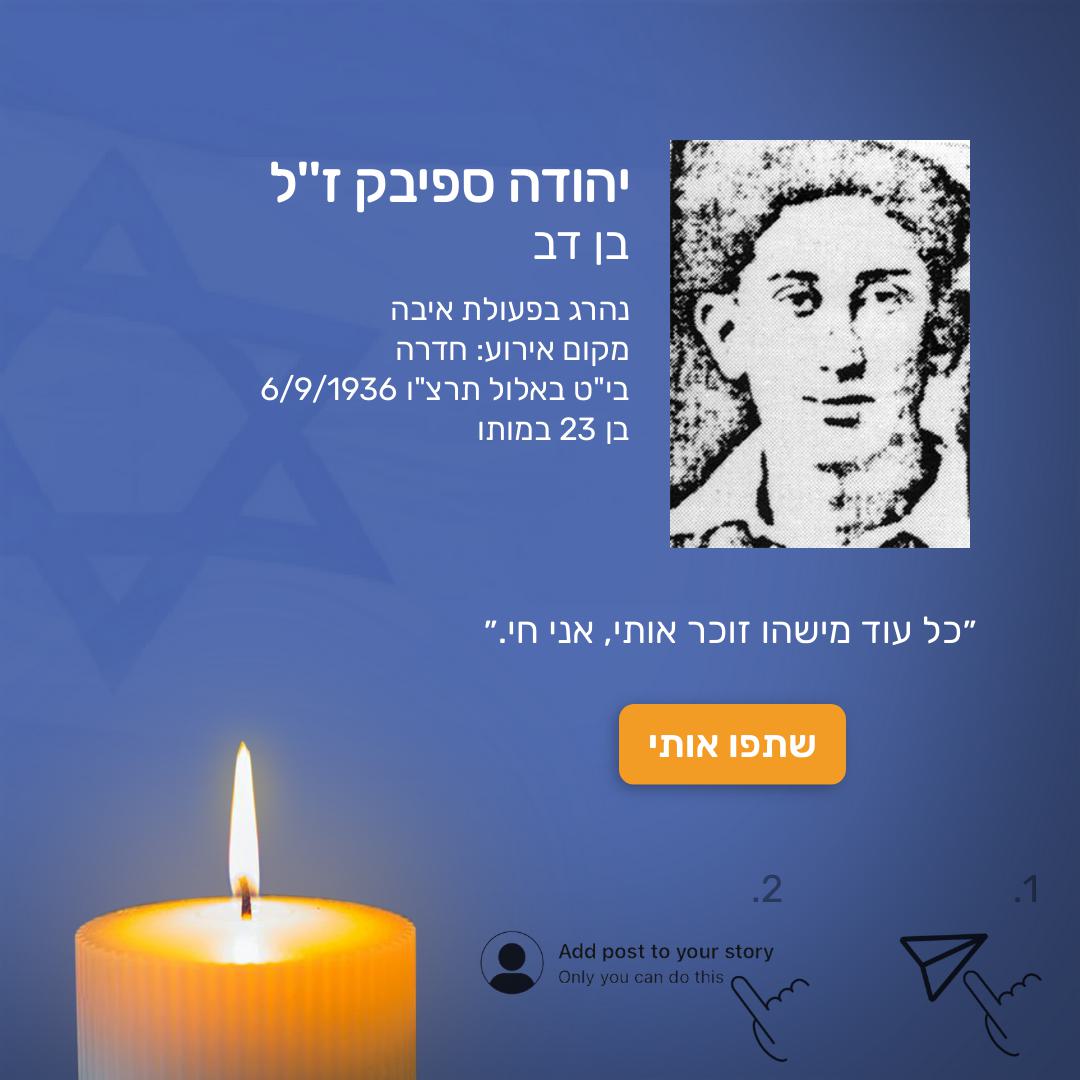 יהודה ספיבק ז"ל
בן דב
נהרג בפעולת איבה
מקום אירוע: חדרה
בי"ט באלול תרצ"ו 6/9/1936
בן 23 במותו
״כל עוד מישהו זוכר אותי, אני חי.״
שתפו אותי
1.
2.
Add post to your story
Only you can do this